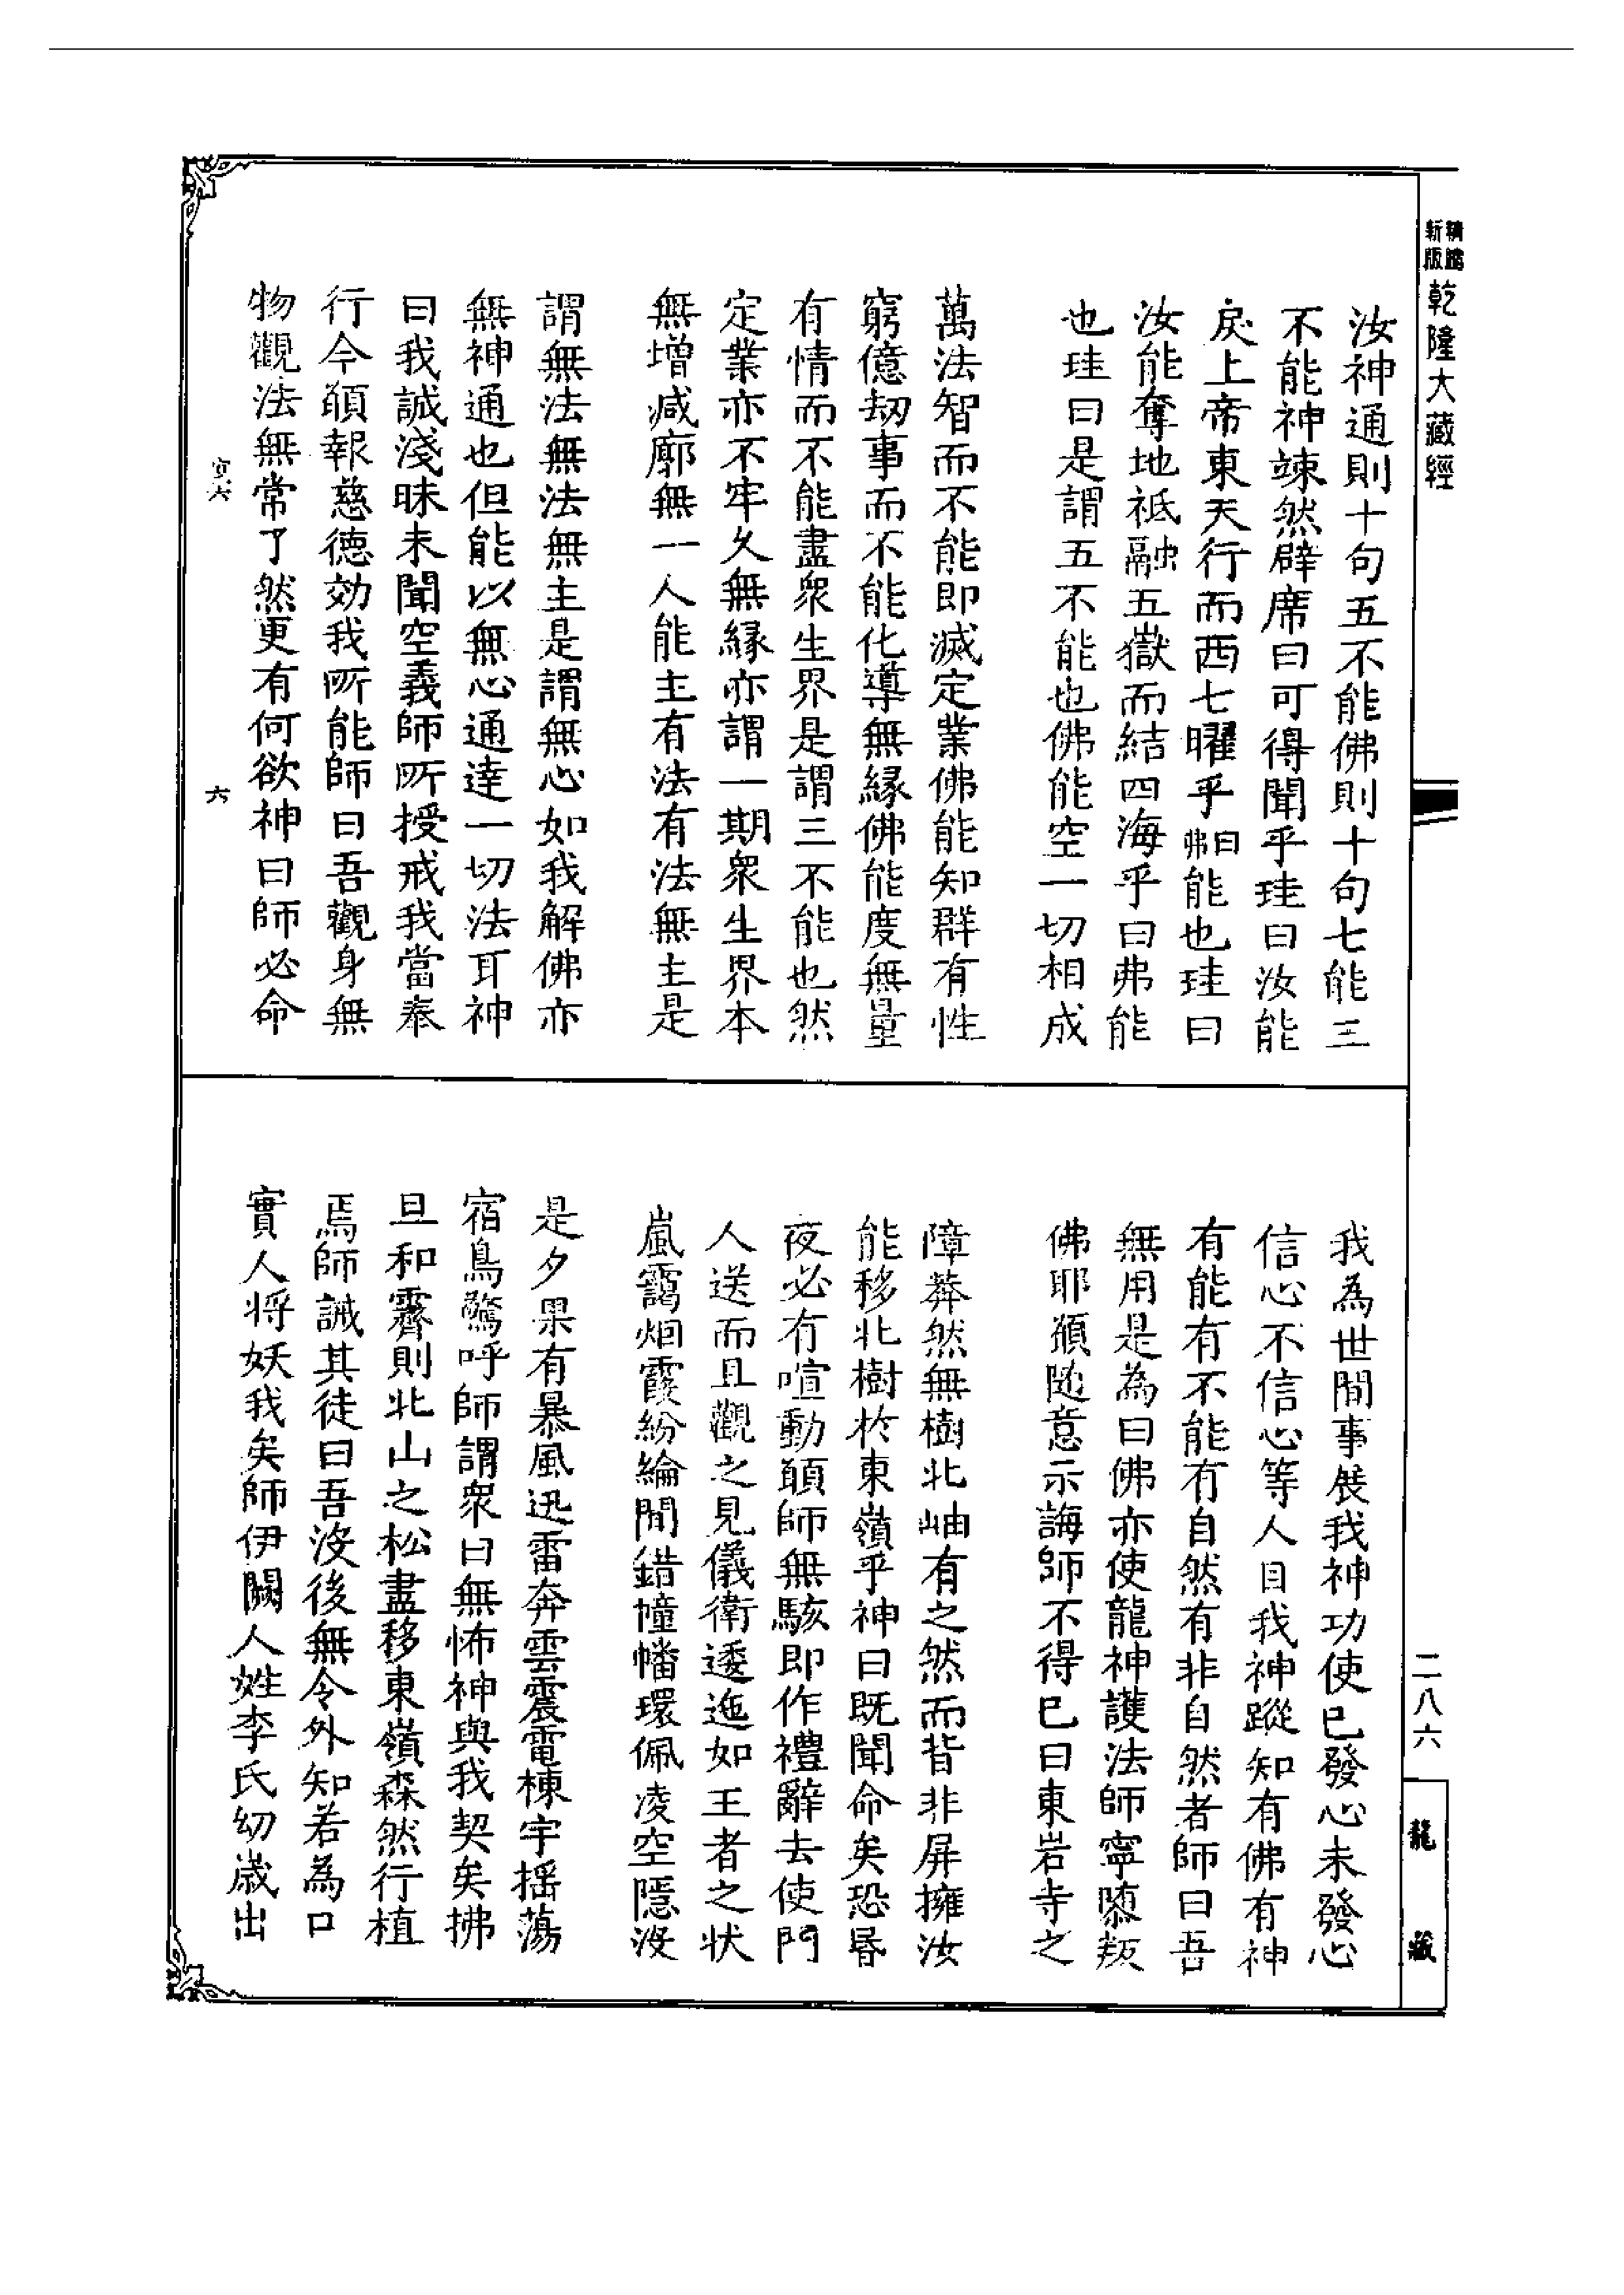 精鵰
新版
乾隆大藏經
汝神通則十句五不能佛則十句七能三
不能神竦然辟席曰可得聞乎珪曰汝能
戾上帝東天行而西七曜乎曰弗能也珪曰
汝能奪地祇融五嶽而結四海乎曰弗能
也珪曰是謂五不能也佛能空一切相成
萬法智而不能即滅定業佛能知群有性
窮億劫事而不能化導無緣佛能度無量
有情而不能盡眾生界是謂三不能也然
定業亦不牢久無緣亦謂一期眾生界本
無增減廓無一人能主有法有法無主是
謂無法無法無主是謂無心如我解佛亦
無神通也但能以無心通達一切法耳神
曰我誠淺昧未聞空義師所授戒我當奉
行今願報慈德効我所能師曰吾觀身無
物觀法無常了然更有何欲神曰師必命
六
我為世間事展我神功使已發心未發心
信心不信心等人目我神蹤知有佛有神
有能有不能有自然有非自然者師曰吾
無用是為曰佛亦使龍神護法師寧隳叛
佛耶願隨意示誨師不得已曰東岩寺之
障莽然無樹北岫有之然而背非屏擁汝
能移北樹於東嶺乎神曰既聞命矣恐昏
夜必有喧動願師無駭即作禮辭去使門
人送而且觀之見儀衛逶迤如王者之狀
嵐靄烟霞紛綸間錯幢幡環佩凌空隱沒
是夕果有暴風迅雷奔雲震電棟宇搖蕩
宿鳥驚呼師謂眾曰無怖神與我契矣拂
旦和霽則北山之松盡移東嶺森然行植
焉師誡其徒曰吾沒後無令外知若為口
實人將妖我矣師伊闕人姓李氏幼歲出
二八六
龍藏